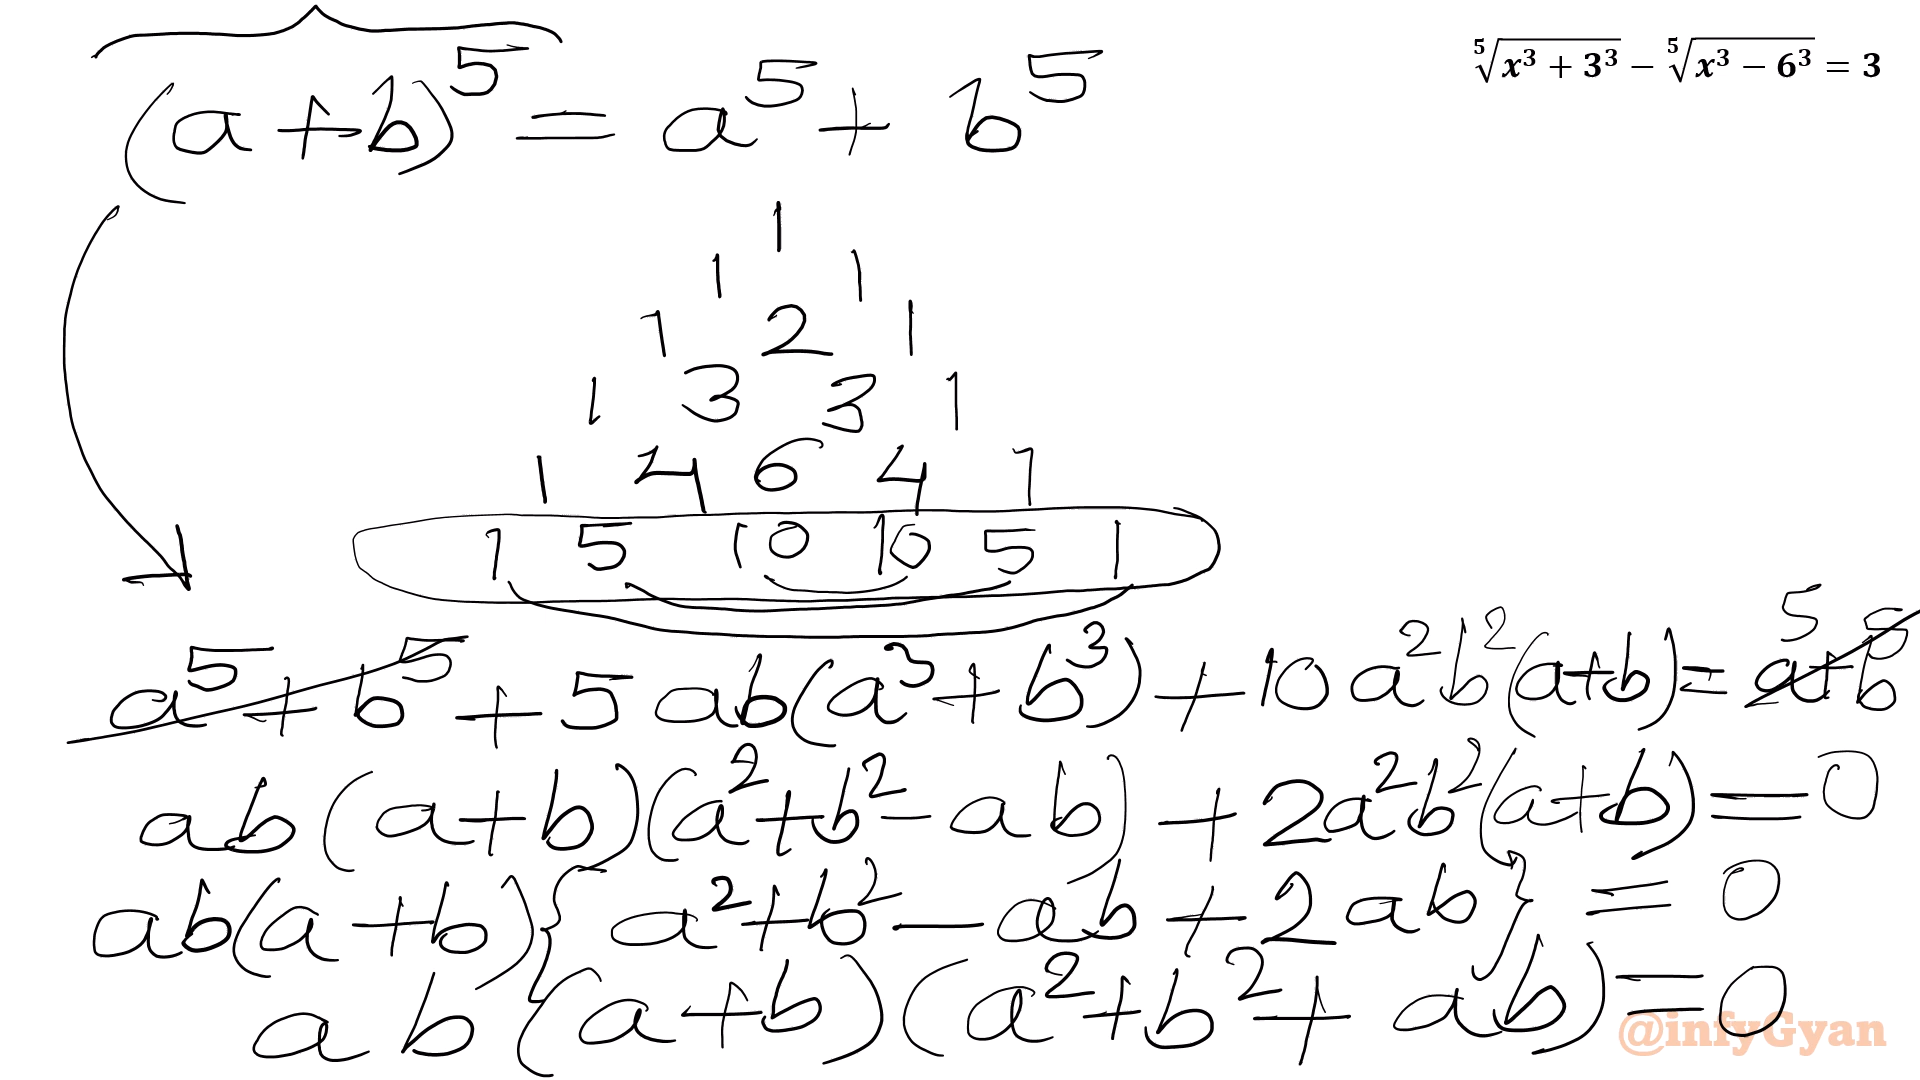 (a+b)⁵ = a⁵ + b⁵
⁵√(x³ + 3³) − ⁵√(x³ − 6³) = 3
1
1 1
1 2 1
1 3 3 1
1 4 6 4 1
1 5 10 10 5 1
a⁵ + b⁵ + 5ab(a³ + b³) + 10a²b²(a+b) = a⁵+b⁵
ab(a+b)(a²+b²−ab) + 2a²b²(a+b) = 0
ab(a+b){a²+b²−ab+2ab} = 0
ab(a+b)(a²+b²+ab) = 0
@infyGyan